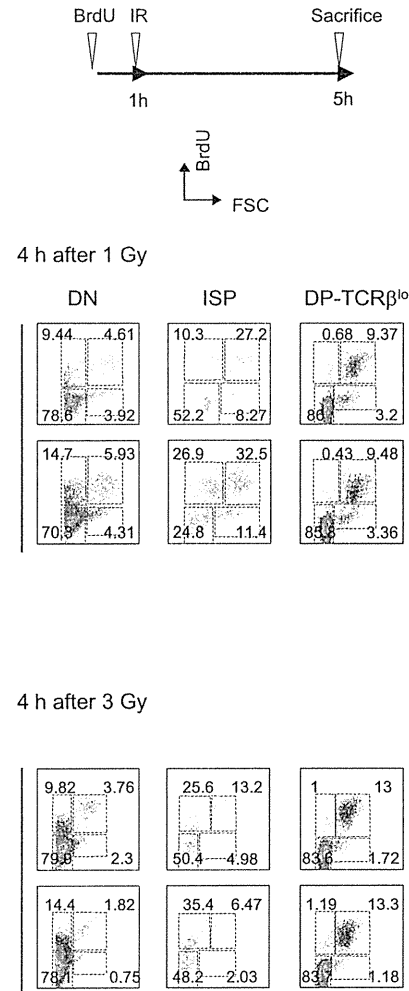 BrdU IR Sacrifice
1h 5h
BrdU
FSC
4 h after 1 Gy
DN ISP DP-TCRβlo
9.44 4.61 10.3 27.2 0.68 9.37
78.6 3.92 52.2 8.27 86 3.2
14.7 5.93 26.9 32.5 0.43 9.48
70.3 4.31 24.8 11.4 85.8 3.36
4 h after 3 Gy
9.82 3.76 25.6 13.2 1 13
79.9 2.3 50.4 4.98 83.6 1.72
14.4 1.82 35.4 6.47 1.19 13.3
78.1 0.75 48.2 2.03 83.7 1.18